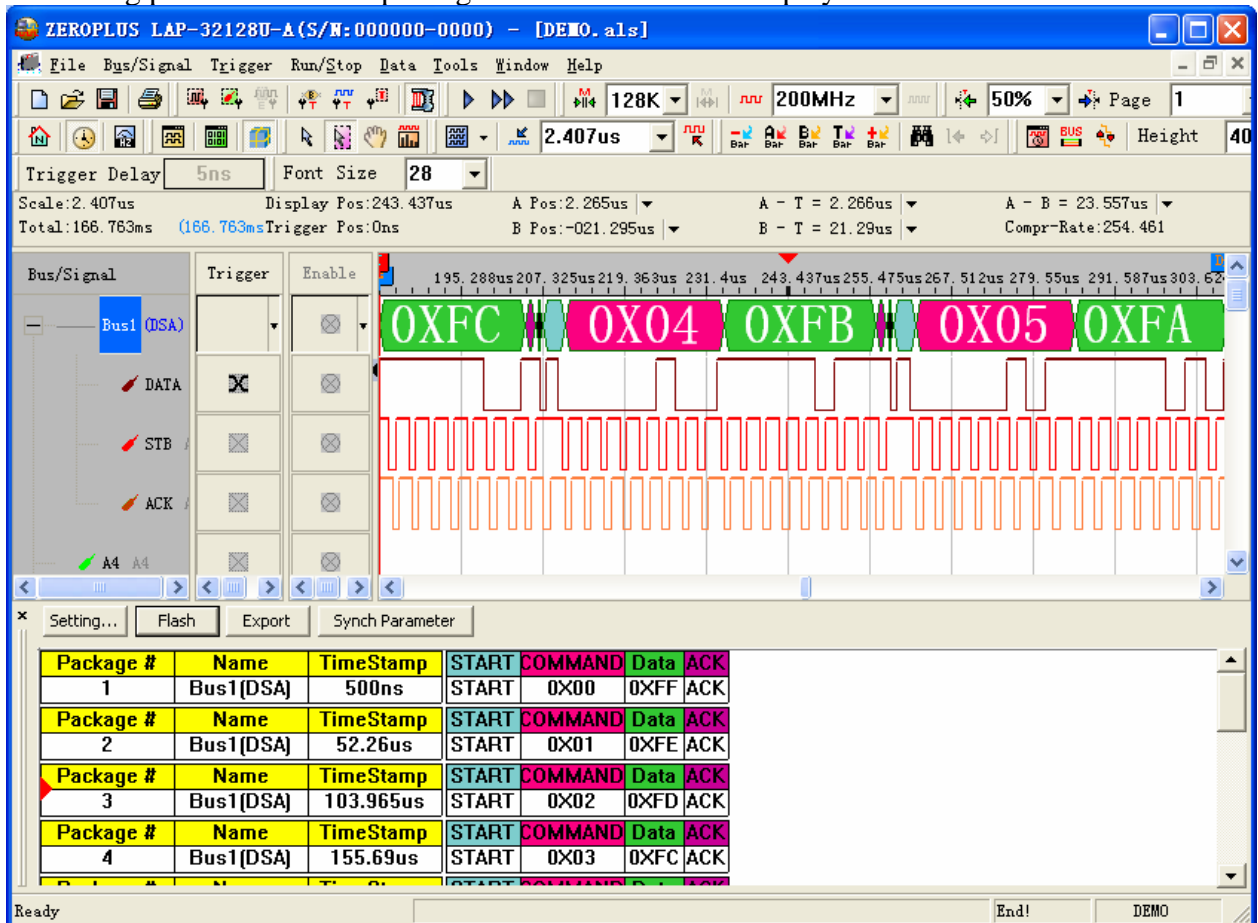 ZEROPLUS LAP-32128U-A(S/N:000000-0000) - [DEMO.als]
File Bus/Signal Trigger Run/Stop Data Tools Window Help
128K 200MHz 50% Page 1
2.407us Bar Bar Bar Bar Bar BUS Height 40
Trigger Delay 5ns Font Size 28
Scale:2.407us Display Pos:243.437us A Pos:2.265us A - T = 2.266us A - B = 23.557us
Total:166.763ms (166.763ms Trigger Pos:0ns B Pos:-021.295us B - T = 21.29us Compr-Rate:254.461
Bus/Signal Trigger Enable 195.288us 207.325us 219.363us 231.4us 243.437us 255.475us 267.512us 279.55us 291.587us 303.62
Bus1 (DSA) 0XFC 0X04 0XFB 0X05 0XFA
DATA
STB
ACK
A4 A4
Setting... Flash Export Synch Parameter
Package # Name TimeStamp START COMMAND Data ACK
1 Bus1(DSA) 500ns START 0X00 0XFF ACK
Package # Name TimeStamp START COMMAND Data ACK
2 Bus1(DSA) 52.26us START 0X01 0XFE ACK
Package # Name TimeStamp START COMMAND Data ACK
3 Bus1(DSA) 103.965us START 0X02 0XFD ACK
Package # Name TimeStamp START COMMAND Data ACK
4 Bus1(DSA) 155.69us START 0X03 0XFC ACK
Ready End! DEMO